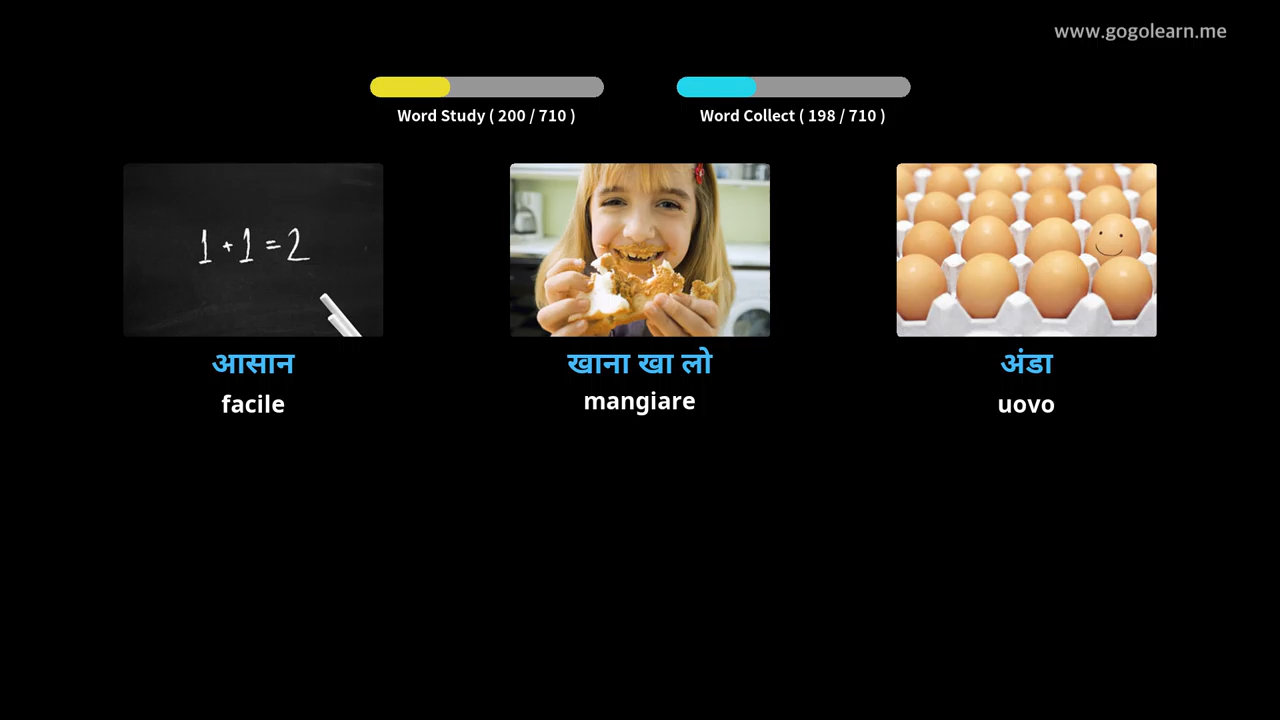 www.gogolearn.me
Word Study ( 200 / 710 )
Word Collect ( 198 / 710 )
1 + 1 = 2
आसान
facile
खाना खा लो
mangiare
अंडा
uovo